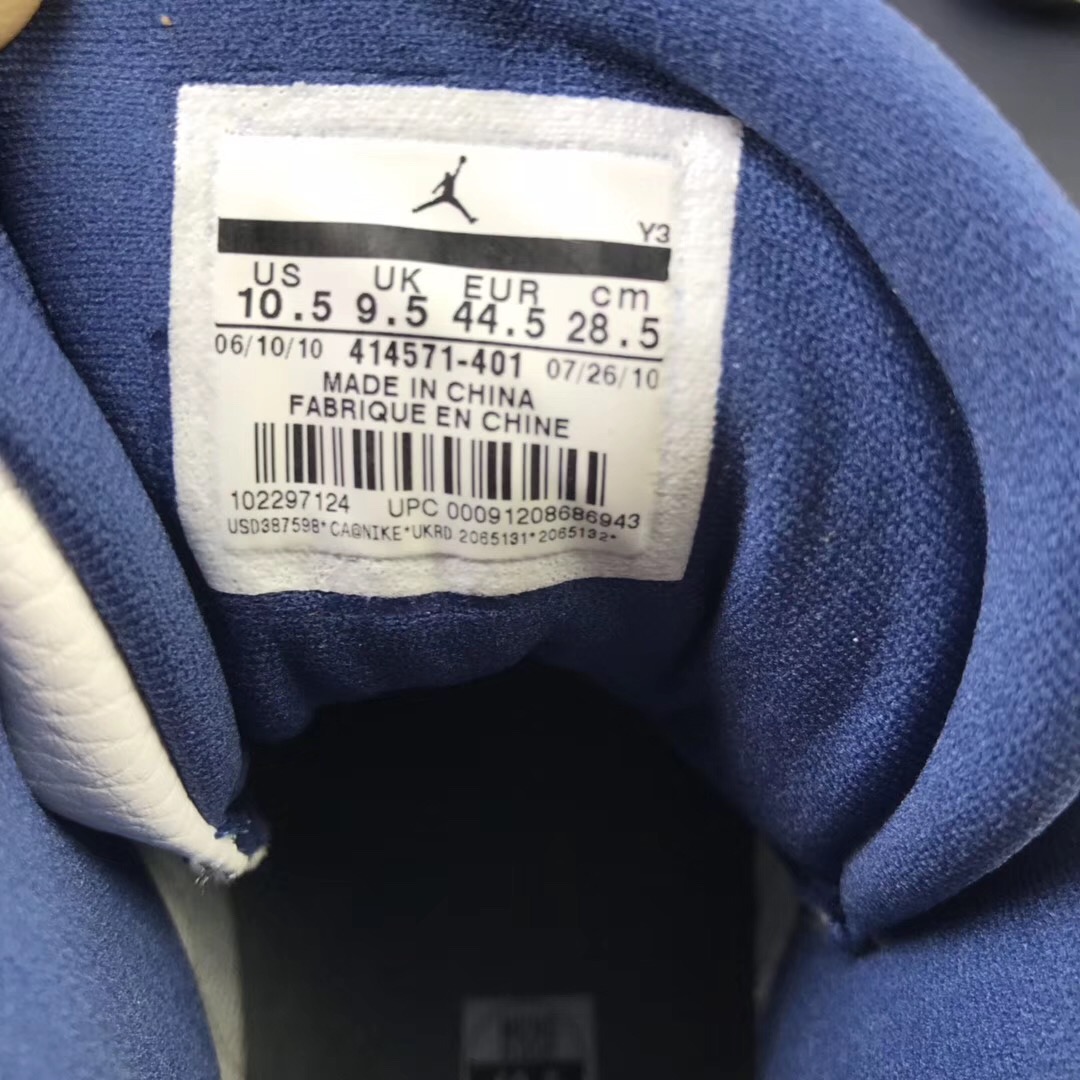 Y3
US UK EUR cm
10.5 9.5 44.5 28.5
06/10/10 414571-401 07/26/10
MADE IN CHINA
FABRIQUE EN CHINE
102297124 UPC 00091208686943
USD387598*CA@NIKE*UKRD 2065131*2065132*